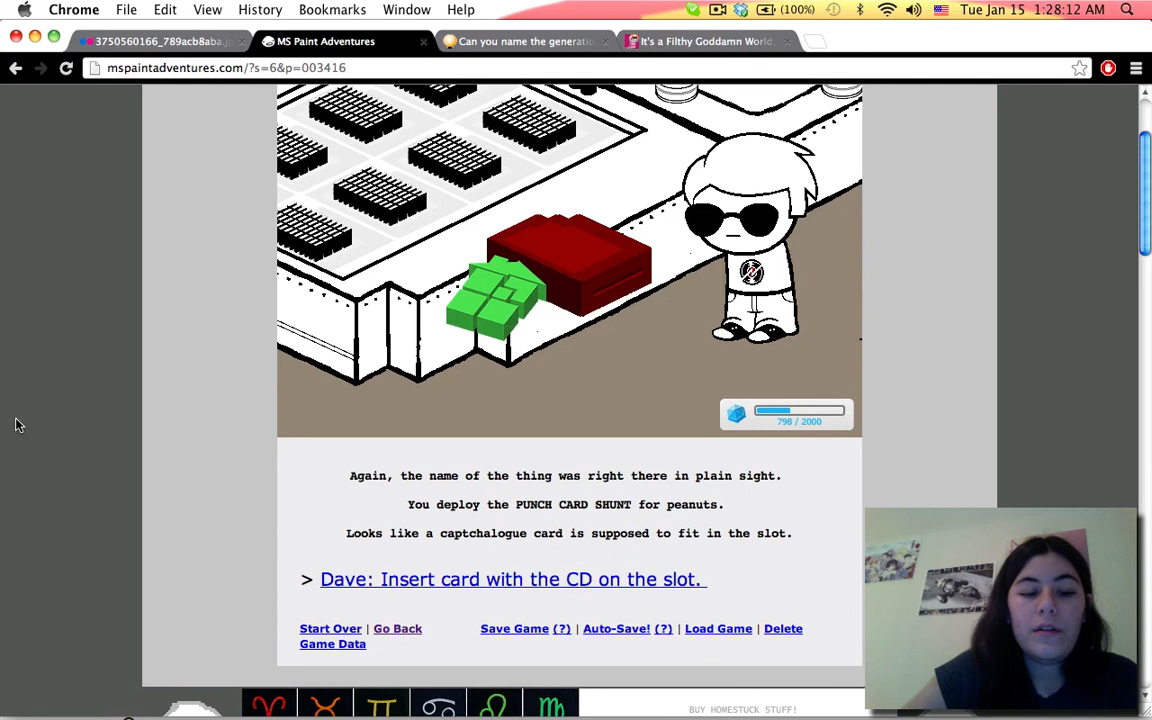 Chrome File Edit View History Bookmarks Window Help (100%) Tue Jan 15 1:28:12 AM
3750560166_789acb8aba.j MS Paint Adventures Can you name the generatio It's a Filthy Goddamn World
mspaintadventures.com/?s=6&p=003416
798 / 2000
Again, the name of the thing was right there in plain sight.
You deploy the PUNCH CARD SHUNT for peanuts.
Looks like a captchalogue card is supposed to fit in the slot.
> Dave: Insert card with the CD on the slot.
Start Over | Go Back Save Game (?) | Auto-Save! (?) | Load Game | Delete
Game Data
BUY HOMESTUCK STUFF!